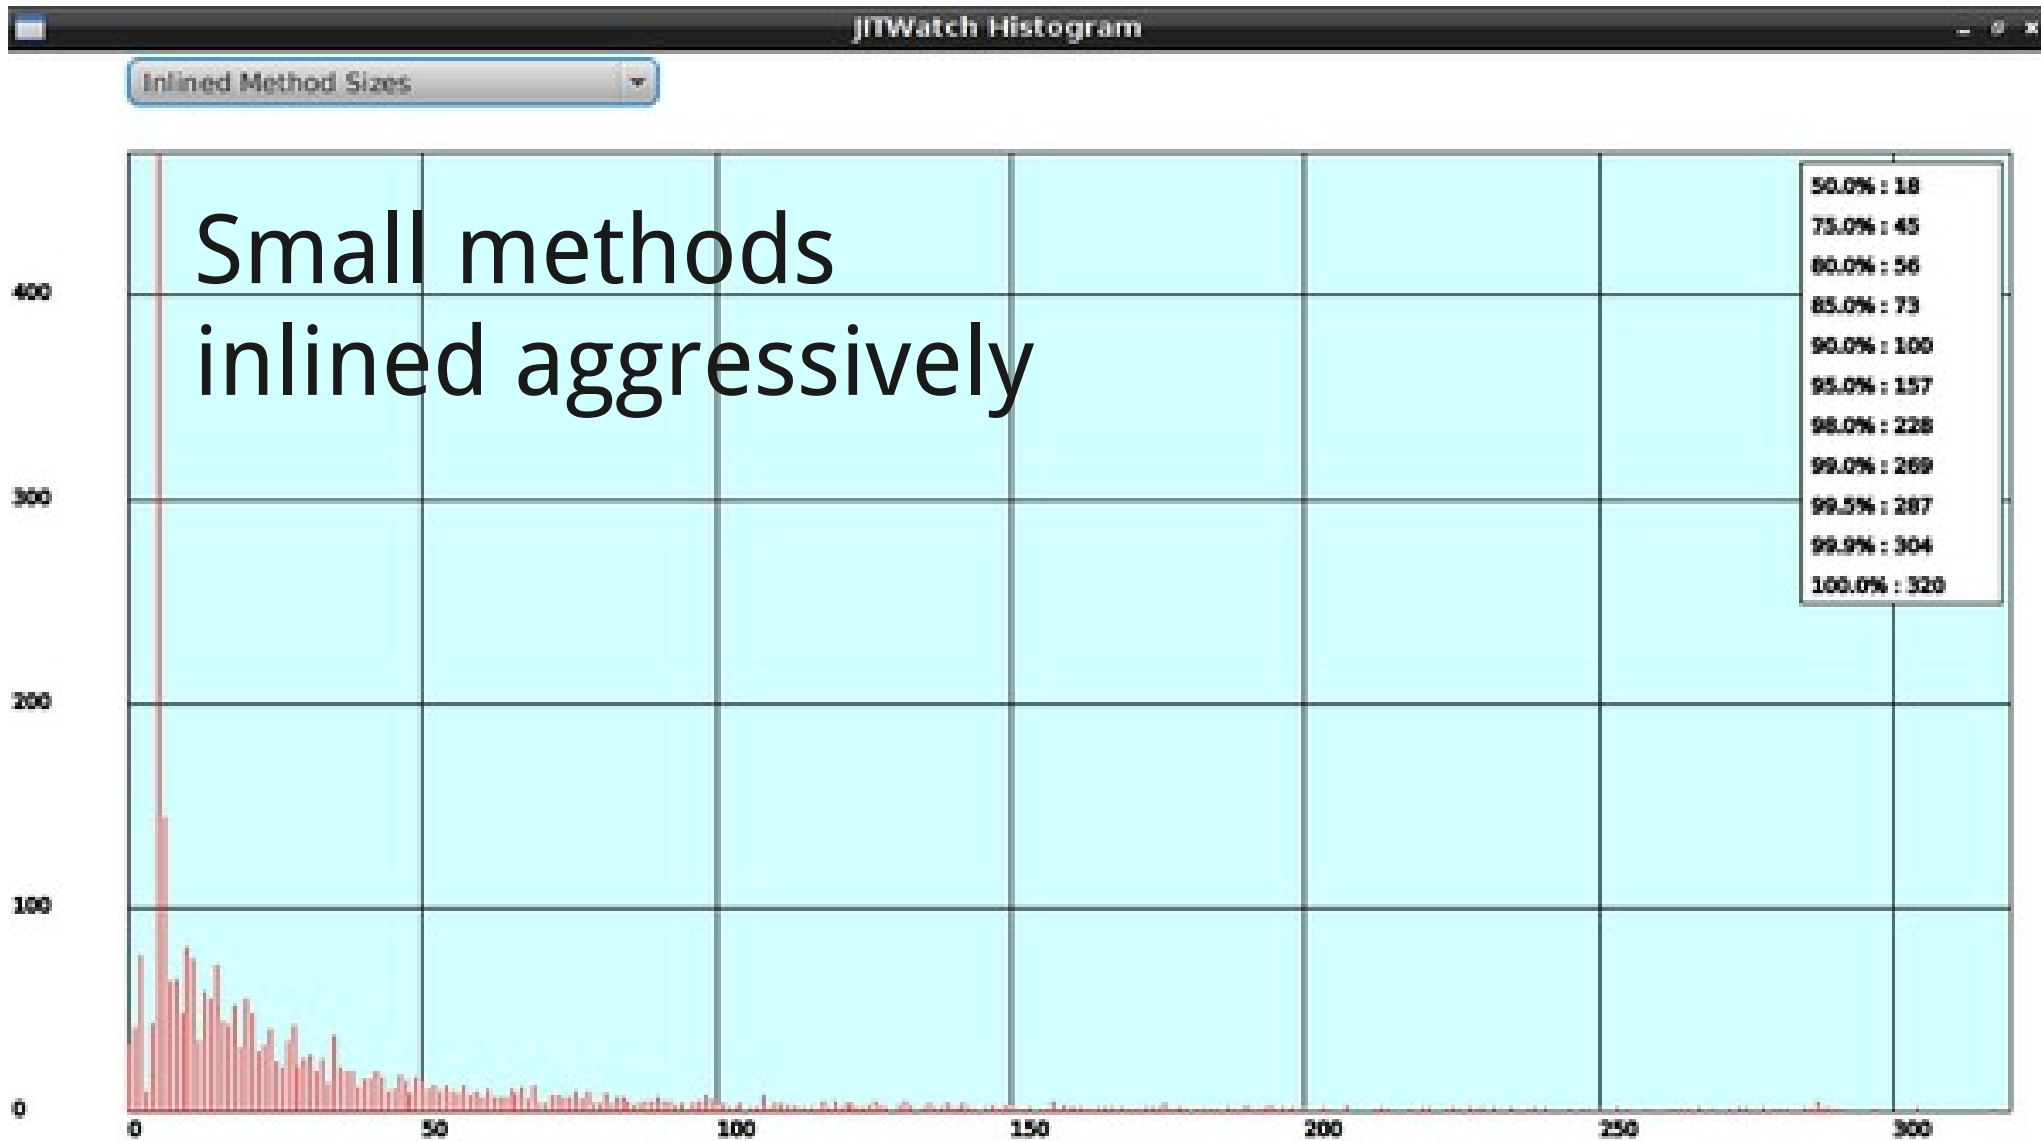 JITWatch Histogram
Inlined Method Sizes
Small methods
inlined aggressively
50.0% : 18
75.0% : 45
80.0% : 56
85.0% : 73
90.0% : 100
95.0% : 157
98.0% : 228
99.0% : 269
99.5% : 287
99.9% : 304
100.0% : 320
400
300
200
100
0
0 50 100 150 200 250 300